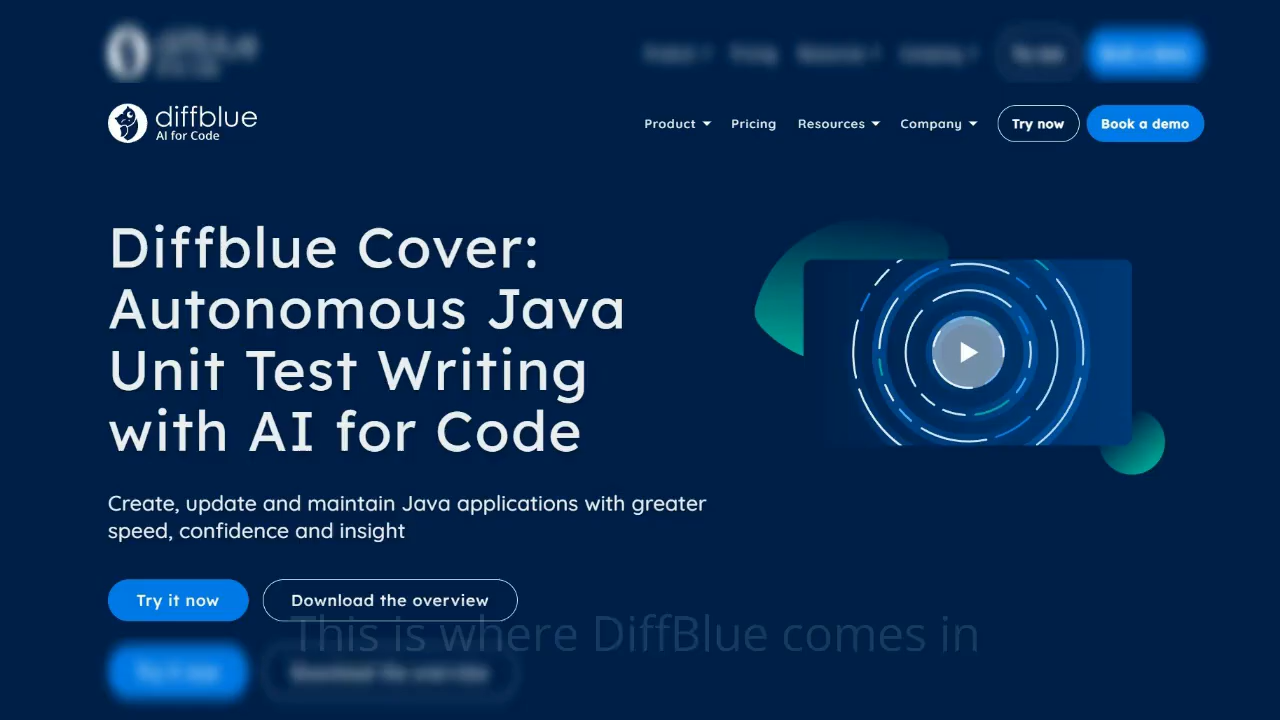 diffblue
AI for Code
Product
Pricing
Resources
Company
Try now
Book a demo
Diffblue Cover:
Autonomous Java
Unit Test Writing
with AI for Code
Create, update and maintain Java applications with greater
speed, confidence and insight
Try it now
Download the overview
This is where DiffBlue comes in